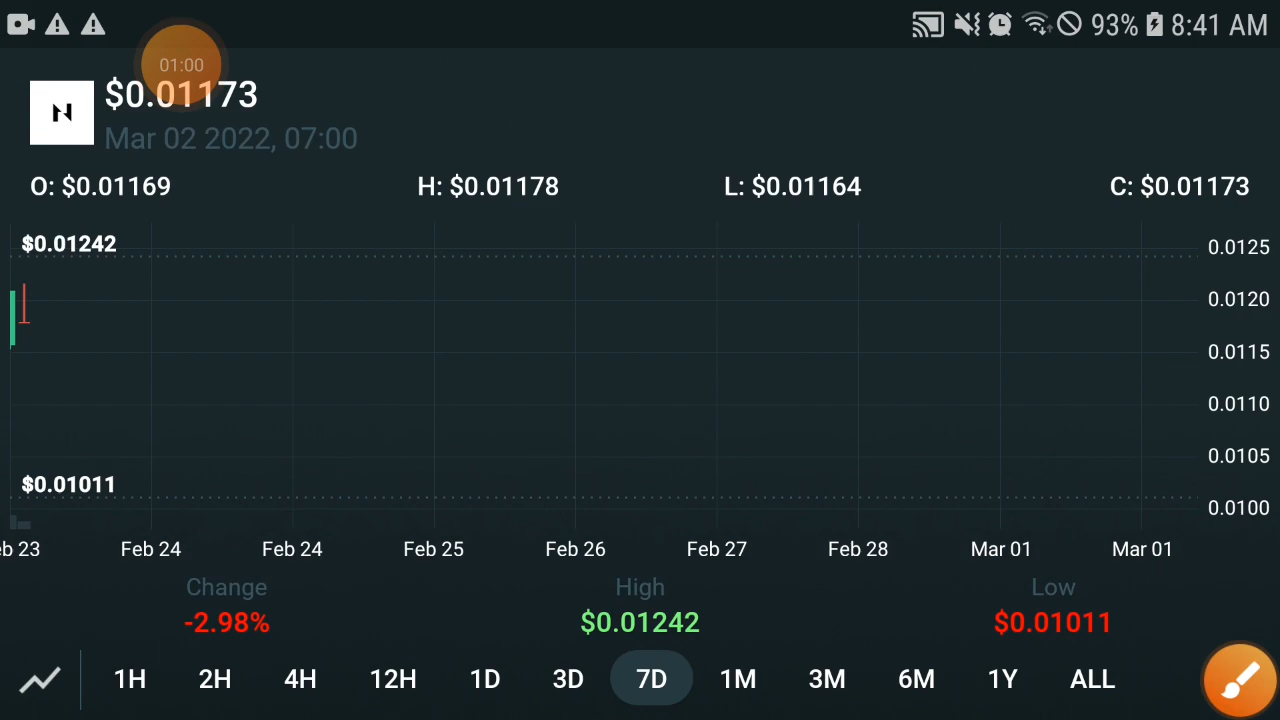 93% 8:41 AM
01:00
$0.01173
Mar 02 2022, 07:00
O: $0.01169 H: $0.01178 L: $0.01164 C: $0.01173
$0.01242
0.0125
0.0120
0.0115
0.0110
0.0105
$0.01011
0.0100
eb 23 Feb 24 Feb 24 Feb 25 Feb 26 Feb 27 Feb 28 Mar 01 Mar 01
Change High Low
-2.98% $0.01242 $0.01011
1H 2H 4H 12H 1D 3D 7D 1M 3M 6M 1Y ALL